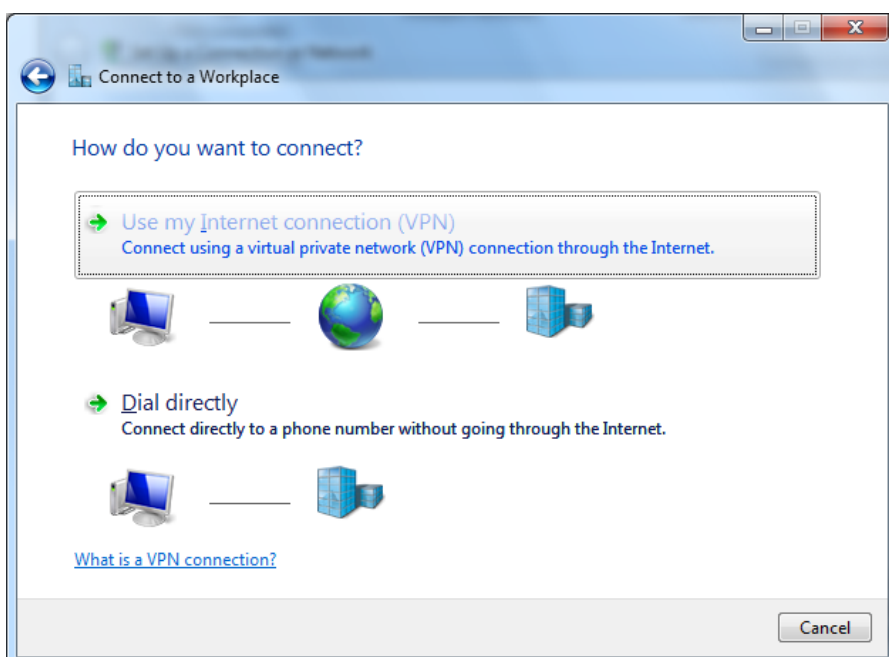 Connect to a Workplace
How do you want to connect?
Use my Internet connection (VPN)
Connect using a virtual private network (VPN) connection through the Internet.
Dial directly
Connect directly to a phone number without going through the Internet.
What is a VPN connection?
Cancel